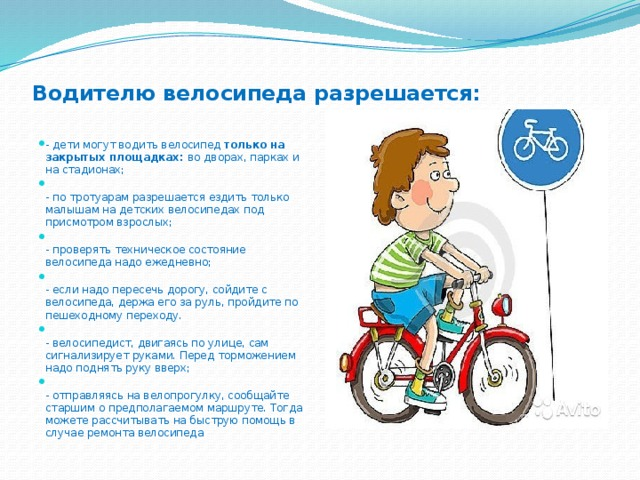 Водителю велосипеда разрешается:
- дети могут водить велосипед только на
закрытых площадках: во дворах, парках и
на стадионах;
- по тротуарам разрешается ездить только
малышам на детских велосипедах под
присмотром взрослых;
- проверять техническое состояние
велосипеда надо ежедневно;
- если надо пересечь дорогу, сойдите с
велосипеда, держа его за руль, пройдите по
пешеходному переходу.
- велосипедист, двигаясь по улице, сам
сигнализирует руками. Перед торможением
надо поднять руку вверх;
- отправляясь на велопрогулку, сообщайте
старшим о предполагаемом маршруте. Тогда
можете рассчитывать на быструю помощь в
случае ремонта велосипеда
Avito